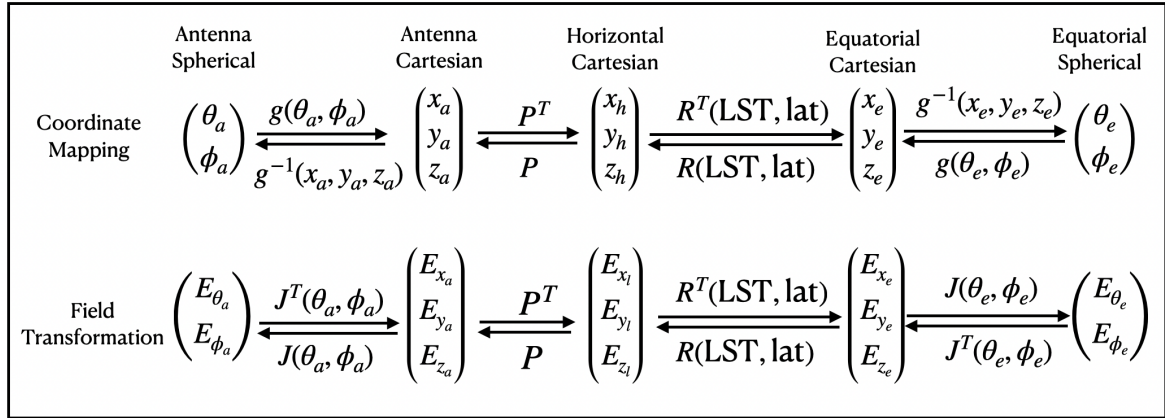 Antenna Spherical
Antenna Cartesian
Horizontal Cartesian
Equatorial Cartesian
Equatorial Spherical
Coordinate Mapping
(θ_a ϕ_a)
g(θ_a, ϕ_a)
g⁻¹(x_a, y_a, z_a)
(x_a y_a z_a)
P^T
P
(x_h y_h z_h)
R^T(LST, lat)
R(LST, lat)
(x_e y_e z_e)
g⁻¹(x_e, y_e, z_e)
g(θ_e, ϕ_e)
(θ_e ϕ_e)
Field Transformation
(E_{θ_a} E_{ϕ_a})
J^T(θ_a, ϕ_a)
J(θ_a, ϕ_a)
(E_{x_a} E_{y_a} E_{z_a})
P^T
P
(E_{x_l} E_{y_l} E_{z_l})
R^T(LST, lat)
R(LST, lat)
(E_{x_e} E_{y_e} E_{z_e})
J(θ_e, ϕ_e)
J^T(θ_e, ϕ_e)
(E_{θ_e} E_{ϕ_e})